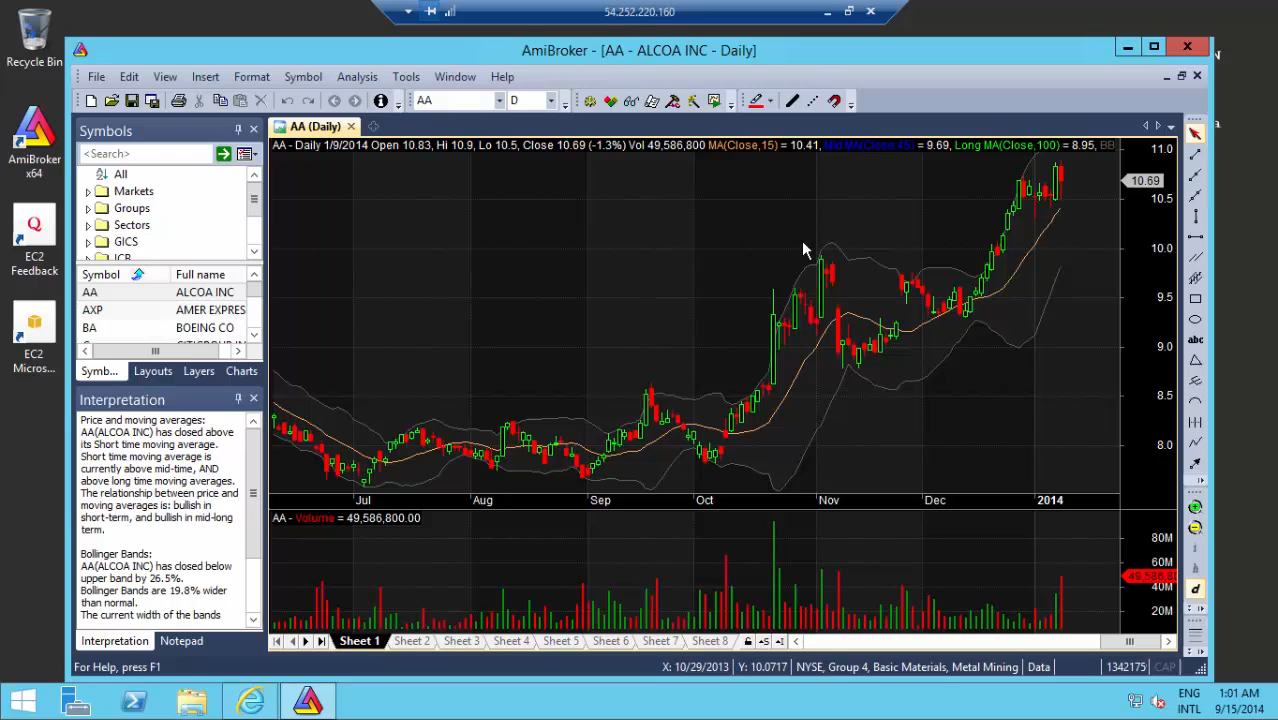 54.252.220.160
Recycle Bin
AmiBroker x64
EC2 Feedback
EC2 Micros...
AmiBroker - [AA - ALCOA INC - Daily]
File Edit View Insert Format Symbol Analysis Tools Window Help
AA D
Symbols
<Search>
All
Markets
Groups
Sectors
GICS
ICB
Symbol Full name
AA ALCOA INC
AXP AMER EXPRES
BA BOEING CO
Symb... Layouts Layers Charts
Interpretation
Price and moving averages:
AA(ALCOA INC) has closed above
its Short time moving average.
Short time moving average is
currently above mid-time, AND
above long time moving averages.
The relationship between price and
moving averages is: bullish in
short-term, and bullish in mid-long
term.
Bollinger Bands:
AA(ALCOA INC) has closed below
upper band by 26.5%.
Bollinger Bands are 19.8% wider
than normal.
The current width of the bands
Interpretation Notepad
AA (Daily)
AA - Daily 1/9/2014 Open 10.83, Hi 10.9, Lo 10.5, Close 10.69 (-1.3%) Vol 49,586,800 MA(Close,15) = 10.41, Mid MA(Close,45) = 9.69, Long MA(Close,100) = 8.95, BB
11.0
10.69
10.5
10.0
9.5
9.0
8.5
8.0
Jul Aug Sep Oct Nov Dec 2014
AA - Volume = 49,586,800.00
80M
60M
49,586,8
40M
20M
Sheet 1 Sheet 2 Sheet 3 Sheet 4 Sheet 5 Sheet 6 Sheet 7 Sheet 8
abc
d
For Help, press F1
X: 10/29/2013 Y: 10.0717 NYSE, Group 4, Basic Materials, Metal Mining Data 1342175 CAP
ENG
INTL
1:01 AM
9/15/2014